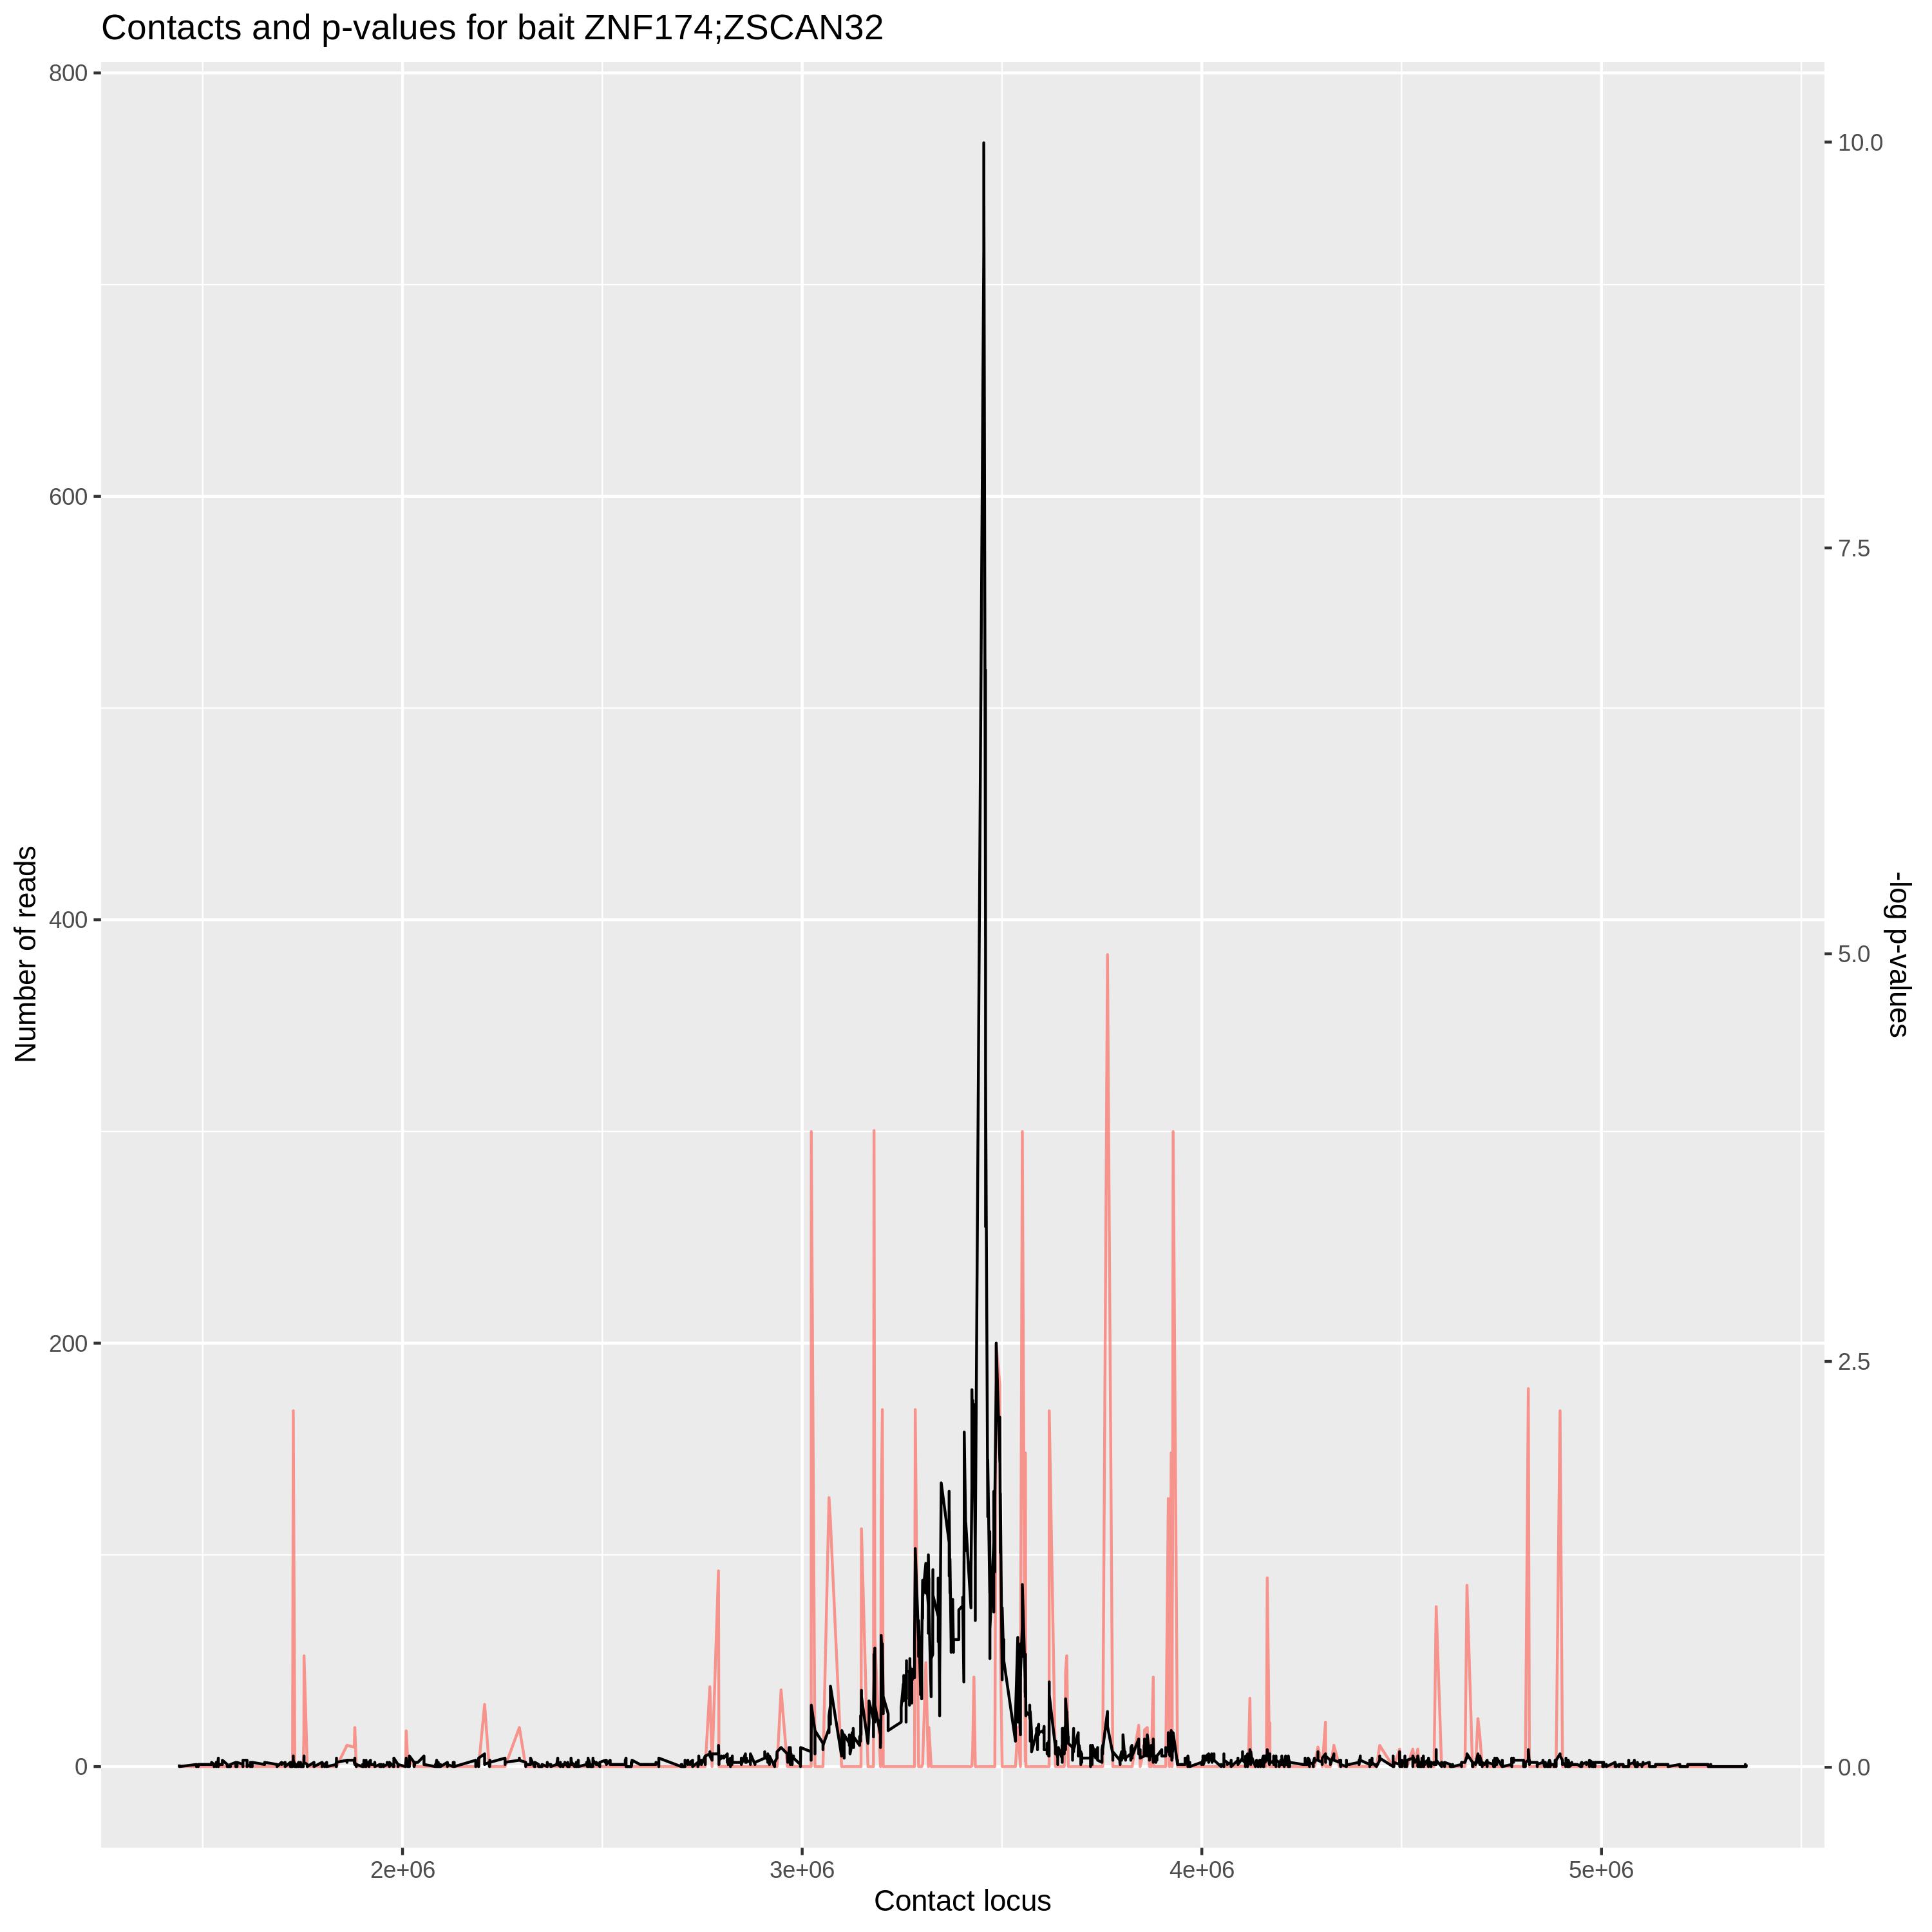 Contacts and p-values for bait ZNF174;ZSCAN32
800
600
400
200
0
Number of reads
10.0
7.5
5.0
2.5
0.0
-log p-values
2e+06
3e+06
4e+06
5e+06
Contact locus